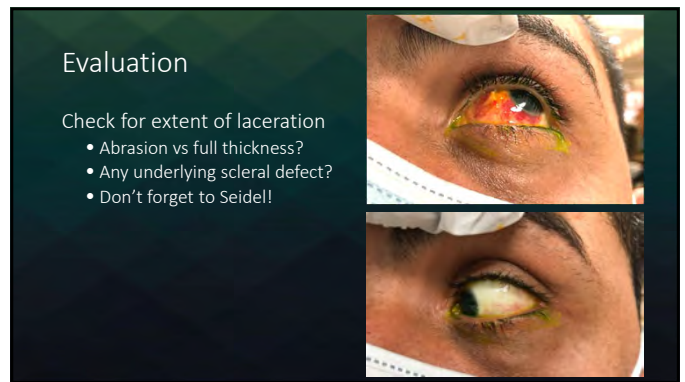 Evaluation
Check for extent of laceration
• Abrasion vs full thickness?
• Any underlying scleral defect?
• Don't forget to Seidel!